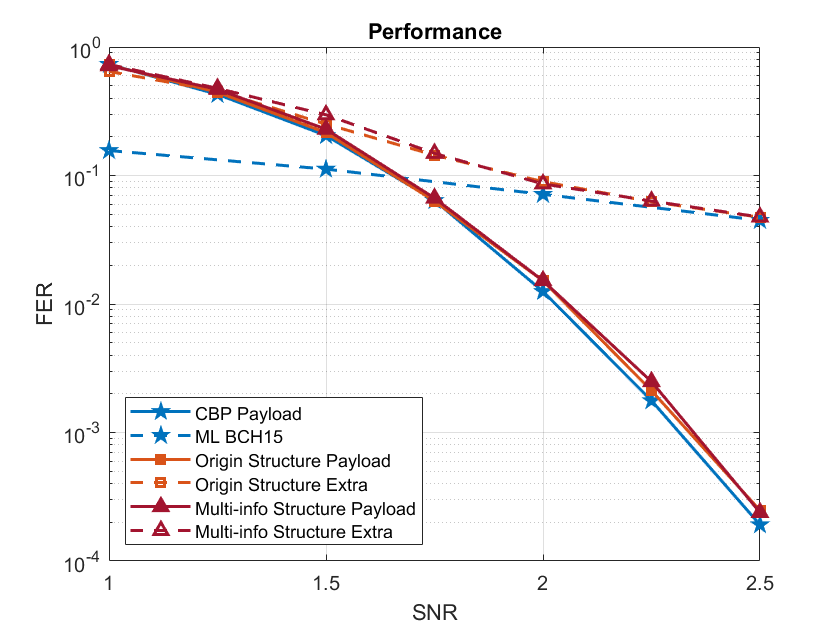 Performance
10^0
10^-1
10^-2
10^-3
10^-4
FER
CBP Payload
ML BCH15
Origin Structure Payload
Origin Structure Extra
Multi-info Structure Payload
Multi-info Structure Extra
1 1.5 2 2.5
SNR